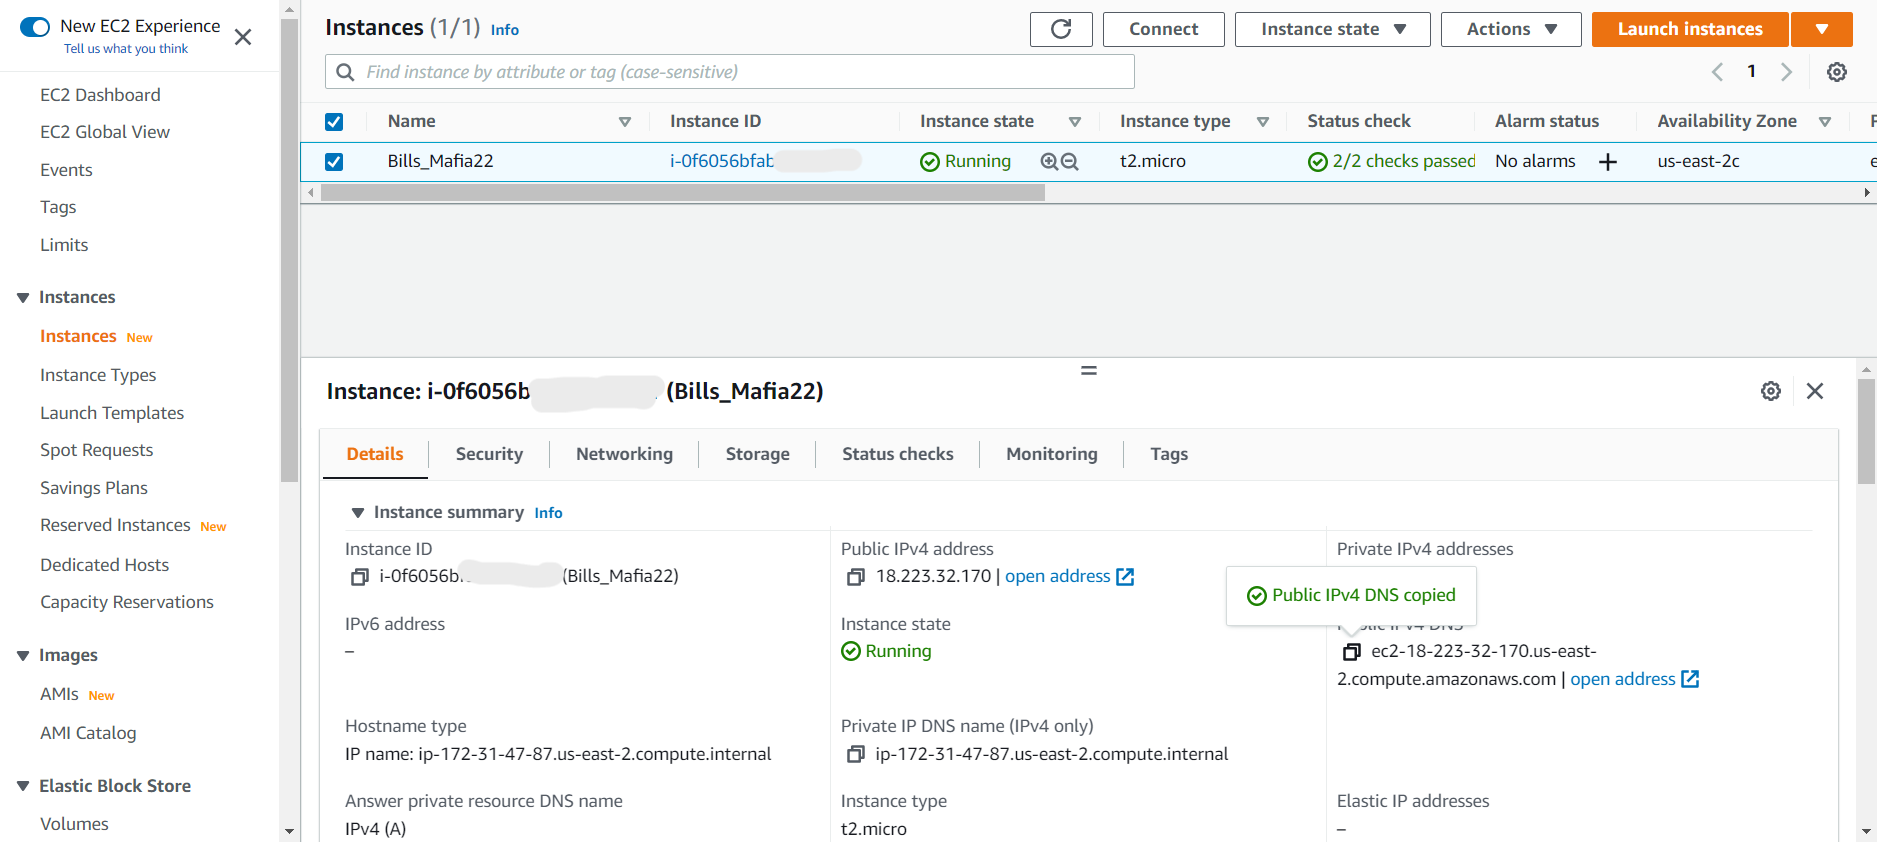 New EC2 Experience
Tell us what you think
EC2 Dashboard
EC2 Global View
Events
Tags
Limits
Instances
Instances New
Instance Types
Launch Templates
Spot Requests
Savings Plans
Reserved Instances New
Dedicated Hosts
Capacity Reservations
Images
AMIs New
AMI Catalog
Elastic Block Store
Volumes
Instances (1/1) Info
Connect
Instance state
Actions
Launch instances
Find instance by attribute or tag (case-sensitive)
1
Name Instance ID Instance state Instance type Status check Alarm status Availability Zone
Bills_Mafia22 i-0f6056bfab Running t2.micro 2/2 checks passed No alarms + us-east-2c
Instance: i-0f6056b (Bills_Mafia22)
Details Security Networking Storage Status checks Monitoring Tags
Instance summary Info
Instance ID
i-0f6056b (Bills_Mafia22)
Public IPv4 address
18.223.32.170 | open address
Private IPv4 addresses
Public IPv4 DNS copied
IPv6 address
–
Instance state
Running
Public IPv4 DNS
ec2-18-223-32-170.us-east-
2.compute.amazonaws.com | open address
Hostname type
IP name: ip-172-31-47-87.us-east-2.compute.internal
Private IP DNS name (IPv4 only)
ip-172-31-47-87.us-east-2.compute.internal
Answer private resource DNS name
IPv4 (A)
Instance type
t2.micro
Elastic IP addresses
–